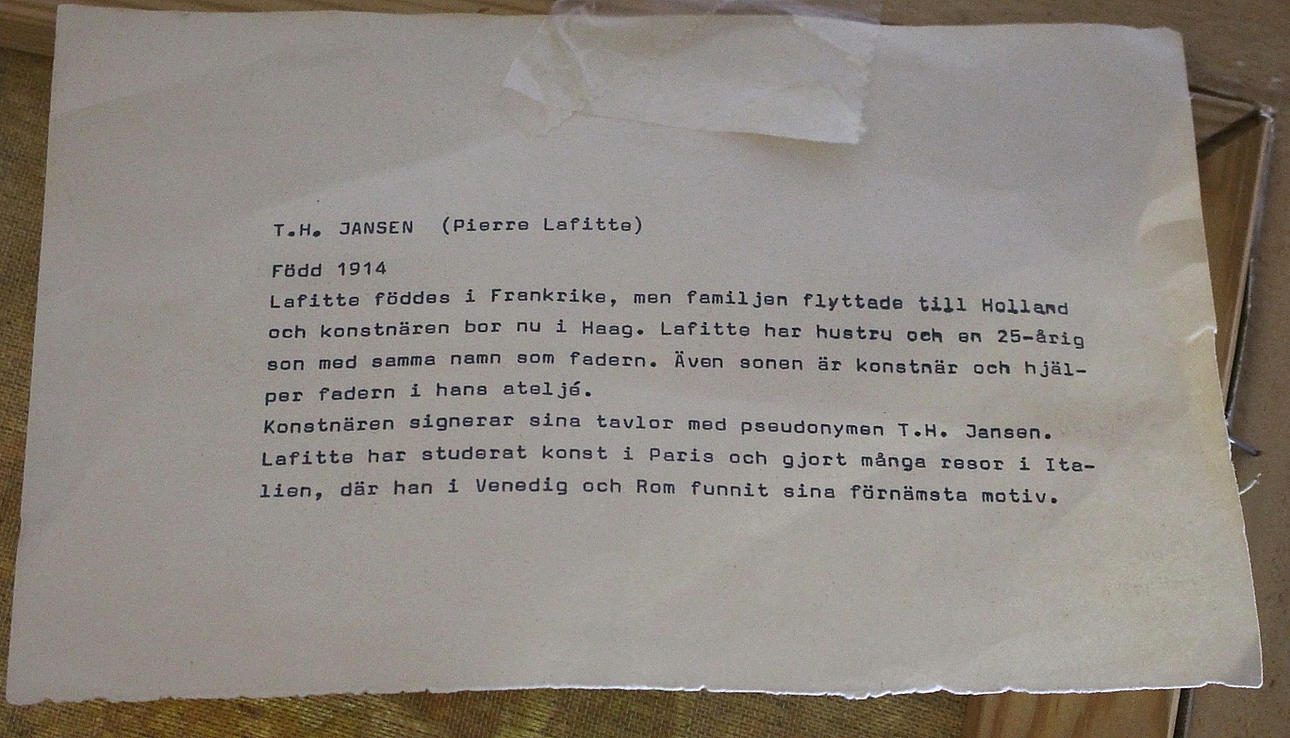 T.H. JANSEN (Pierre Lafitte)
Född 1914
Lafitte föddes i Frankrike, men familjen flyttade till Holland
och konstnären bor nu i Haag. Lafitte har hustru och en 25-årig
son med samma namn som fadern. Även sonen är konstnär och hjäl-
per fadern i hans ateljé.
Konstnären signerar sina tavlor med pseudonymen T.H. Jansen.
Lafitte har studerat konst i Paris och gjort många resor i Ita-
lien, där han i Venedig och Rom funnit sina förnämsta motiv.